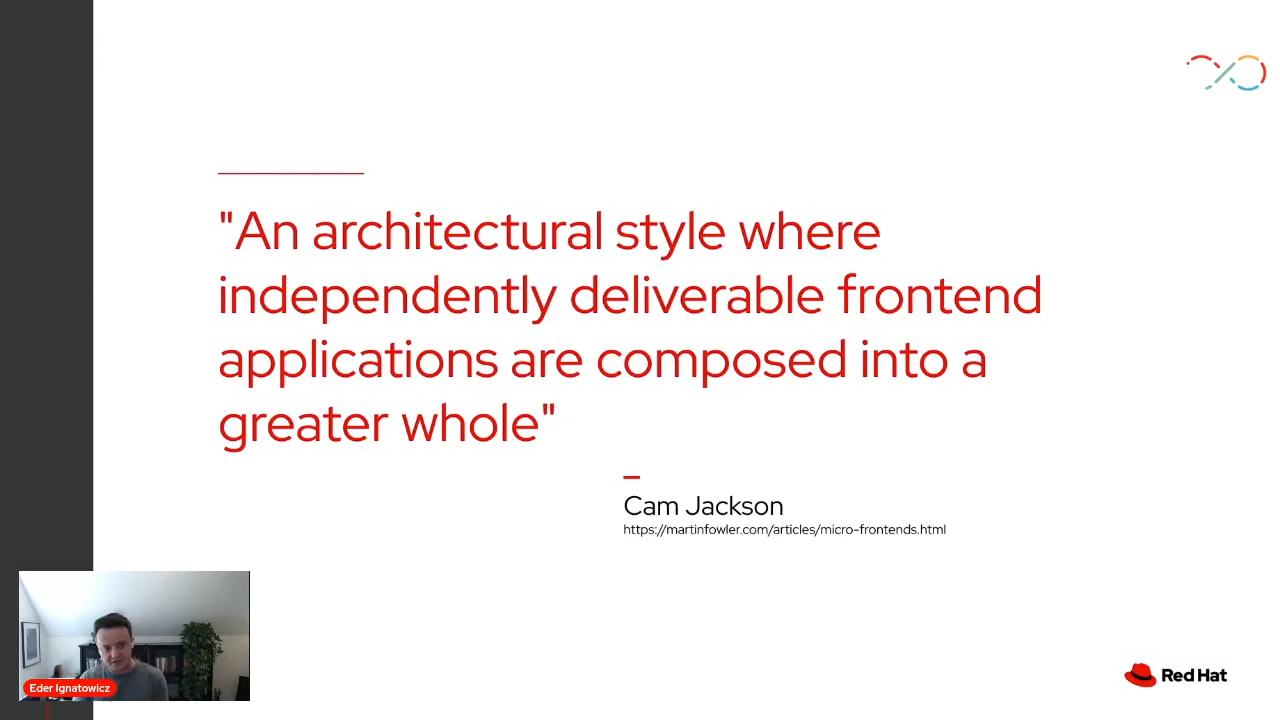 "An architectural style where
independently deliverable frontend
applications are composed into a
greater whole"
Cam Jackson
https://martinfowler.com/articles/micro-frontends.html
Eder Ignatowicz
Red Hat